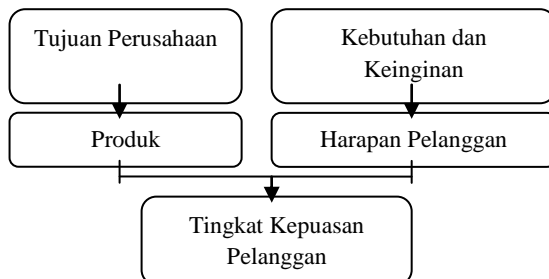 Tujuan Perusahaan
Kebutuhan dan
Keinginan
Produk
Harapan Pelanggan
Tingkat Kepuasan
Pelanggan